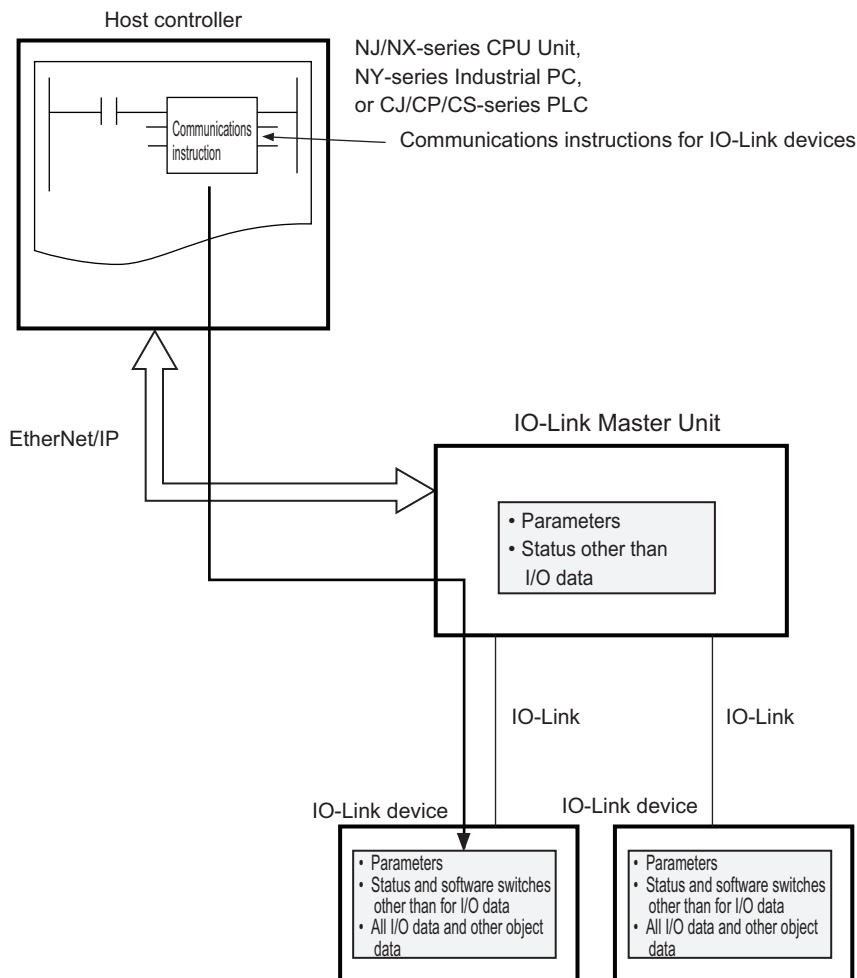 Host controller
NJ/NX-series CPU Unit,
NY-series Industrial PC,
or CJ/CP/CS-series PLC
Communications
instruction
Communications instructions for IO-Link devices
EtherNet/IP
IO-Link Master Unit
• Parameters
• Status other than
I/O data
IO-Link
IO-Link
IO-Link device
• Parameters
• Status and software switches
other than for I/O data
• All I/O data and other object
data
IO-Link device
• Parameters
• Status and software switches
other than for I/O data
• All I/O data and other object
data